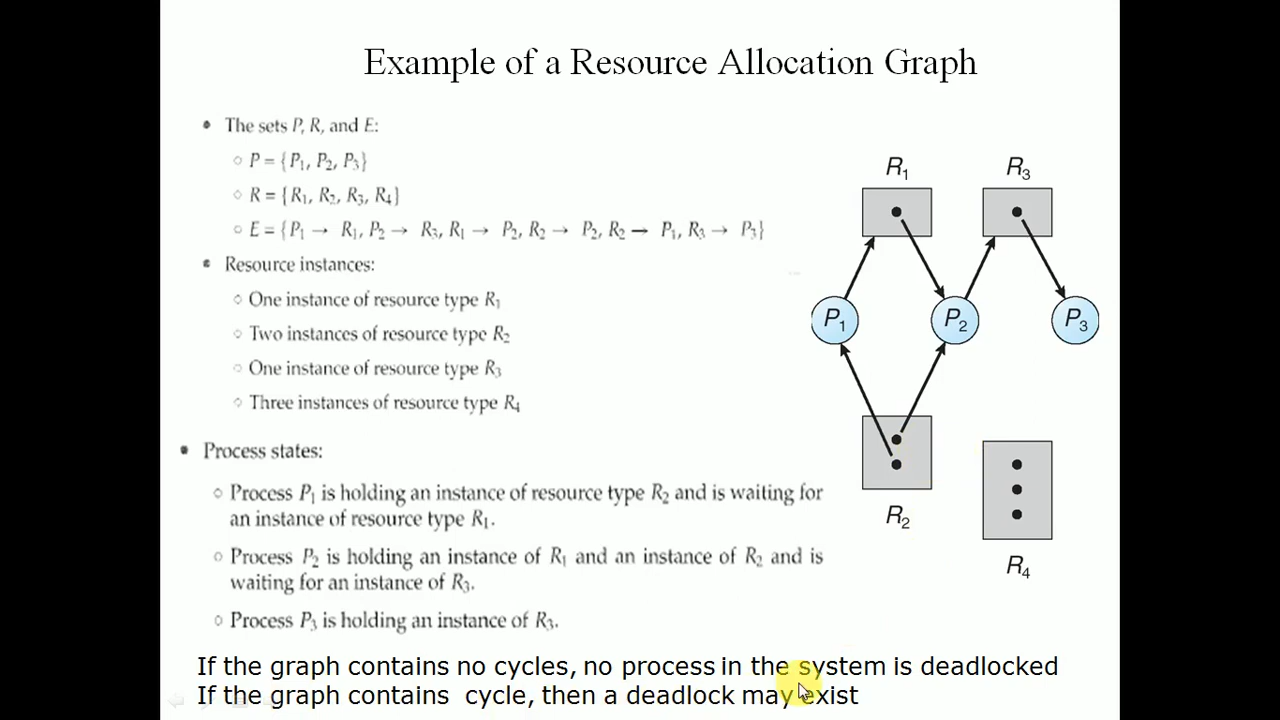 Example of a Resource Allocation Graph
• The sets P, R, and E:
○ P = {P₁, P₂, P₃}
○ R = {R₁, R₂, R₃, R₄}
○ E = {P₁ → R₁, P₂ → R₃, R₁ → P₂, R₂ → P₂, R₂ → P₁, R₃ → P₃}
• Resource instances:
○ One instance of resource type R₁
○ Two instances of resource type R₂
○ One instance of resource type R₃
○ Three instances of resource type R₄
• Process states:
○ Process P₁ is holding an instance of resource type R₂ and is waiting for
an instance of resource type R₁.
○ Process P₂ is holding an instance of R₁ and an instance of R₂ and is
waiting for an instance of R₃.
○ Process P₃ is holding an instance of R₃.
R₁ R₃
P₁ P₂ P₃
R₂
R₄
If the graph contains no cycles, no process in the system is deadlocked
If the graph contains cycle, then a deadlock may exist